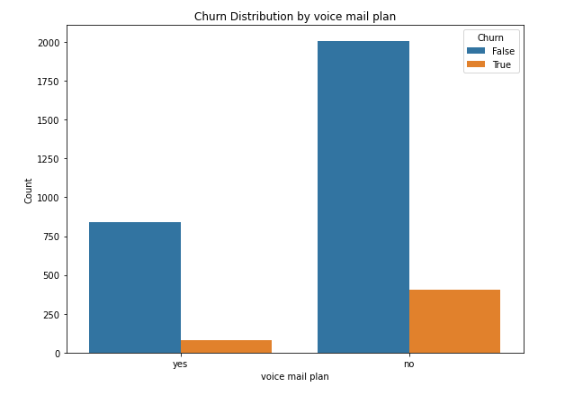 Churn Distribution by voice mail plan
Churn
False
True
2000
1750
1500
1250
1000
750
500
250
0
Count
yes no
voice mail plan